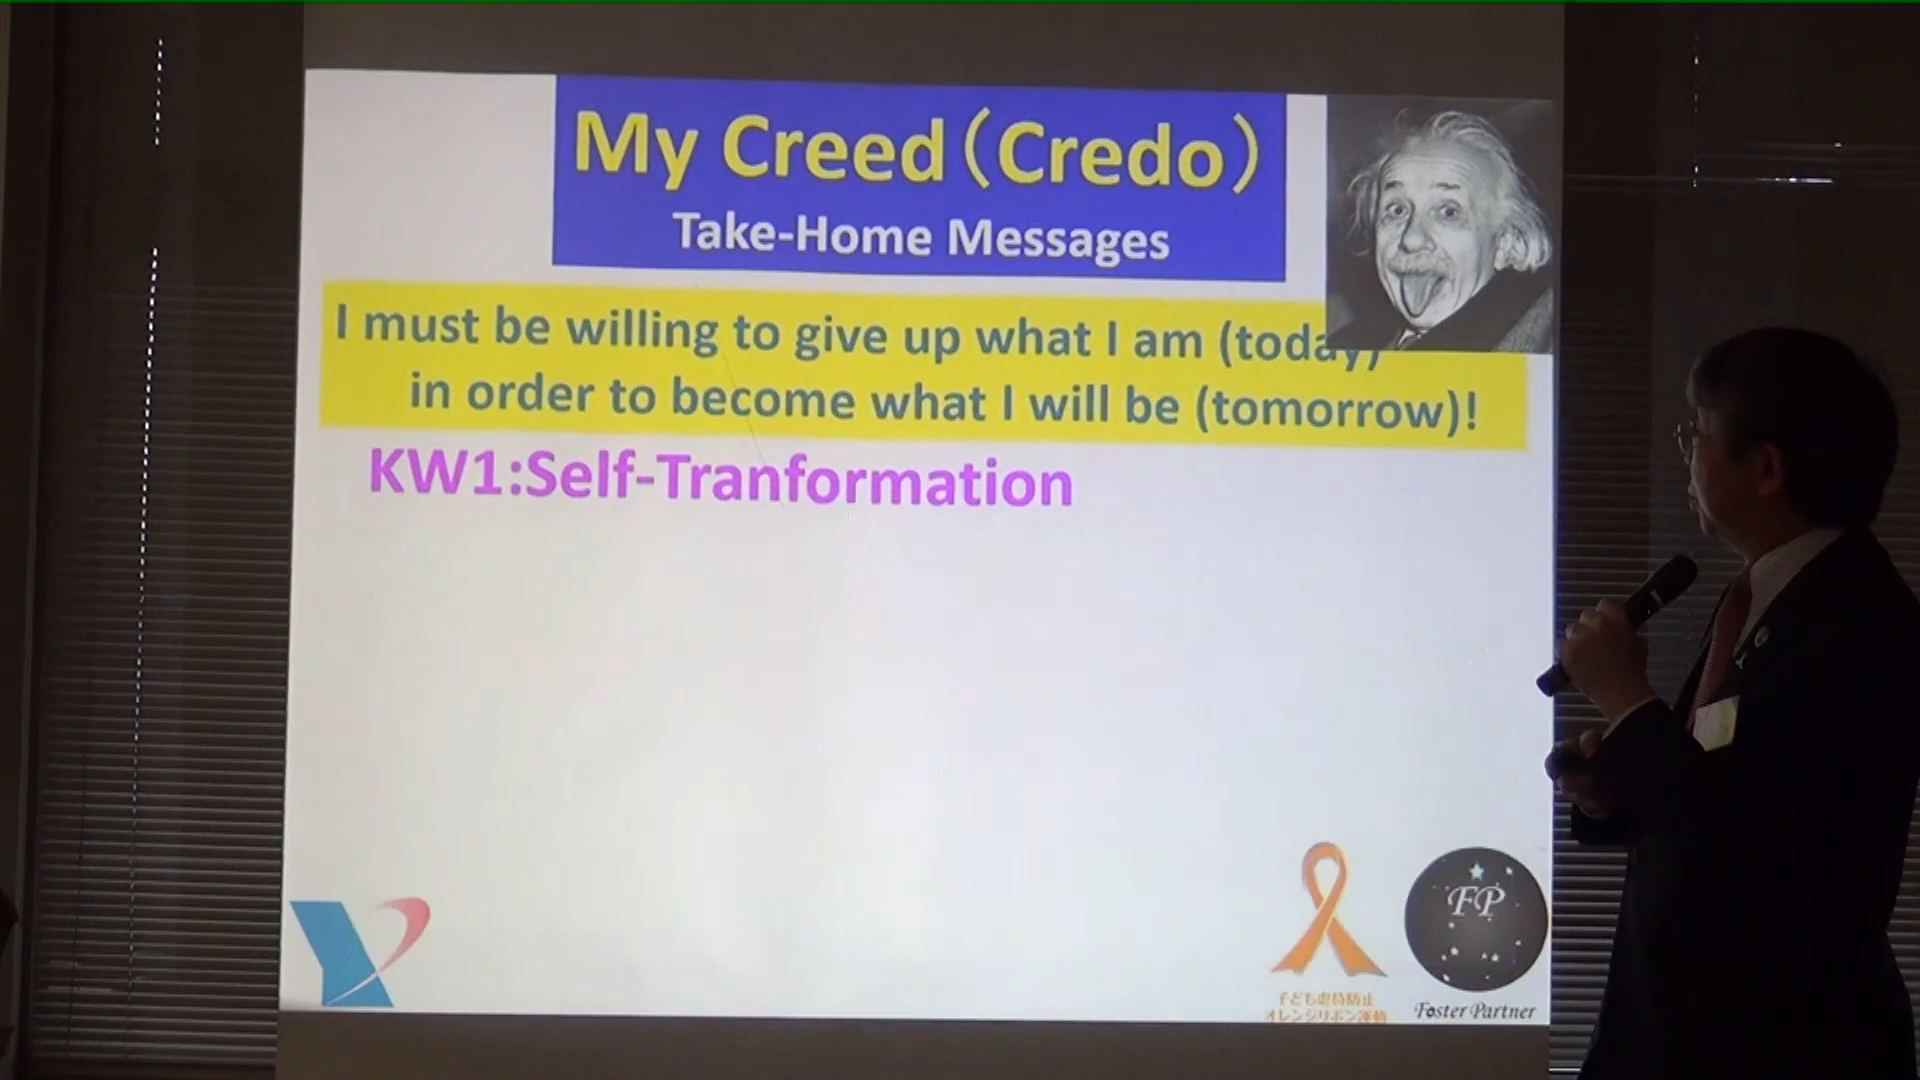 My Creed（Credo）
Take-Home Messages
I must be willing to give up what I am (today)
in order to become what I will be (tomorrow)!
KW1:Self-Tranformation
FP
子ども虐待防止
オレンジリボン運動
Foster Partner